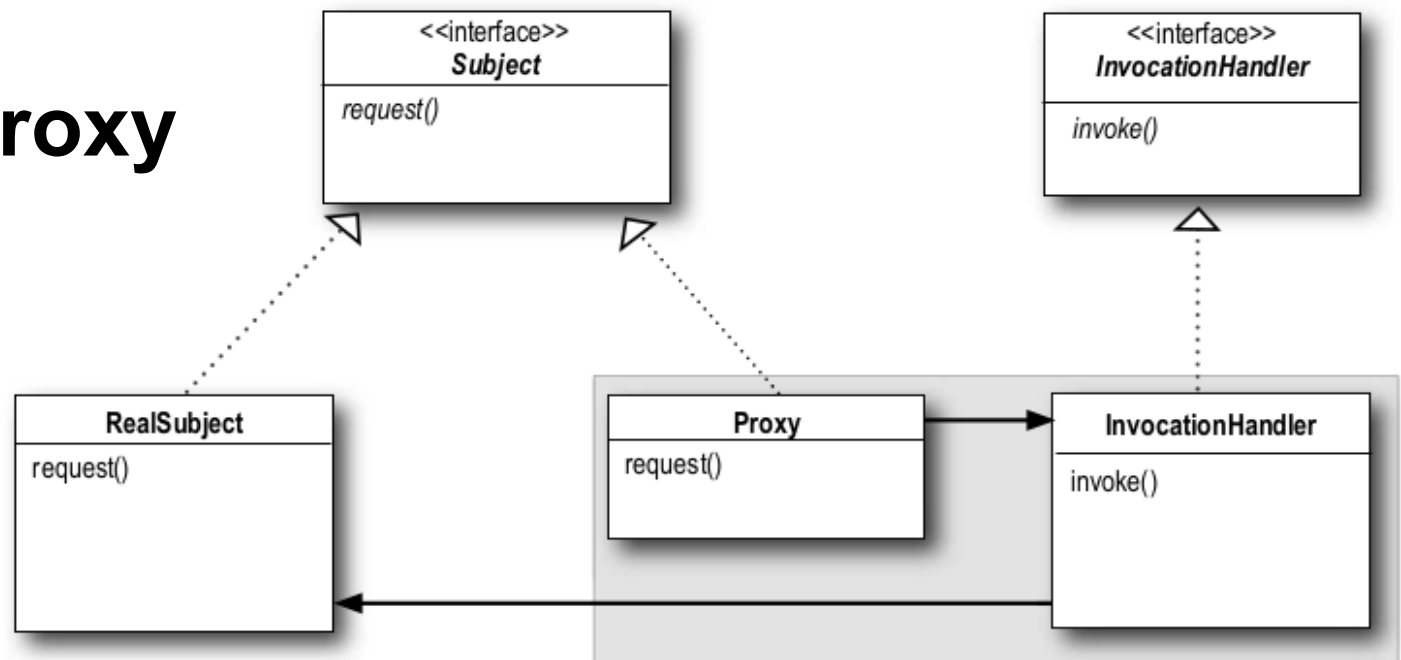 roxy
<<interface>>
Subject
request()
<<interface>>
InvocationHandler
invoke()
RealSubject
request()
Proxy
request()
InvocationHandler
invoke()